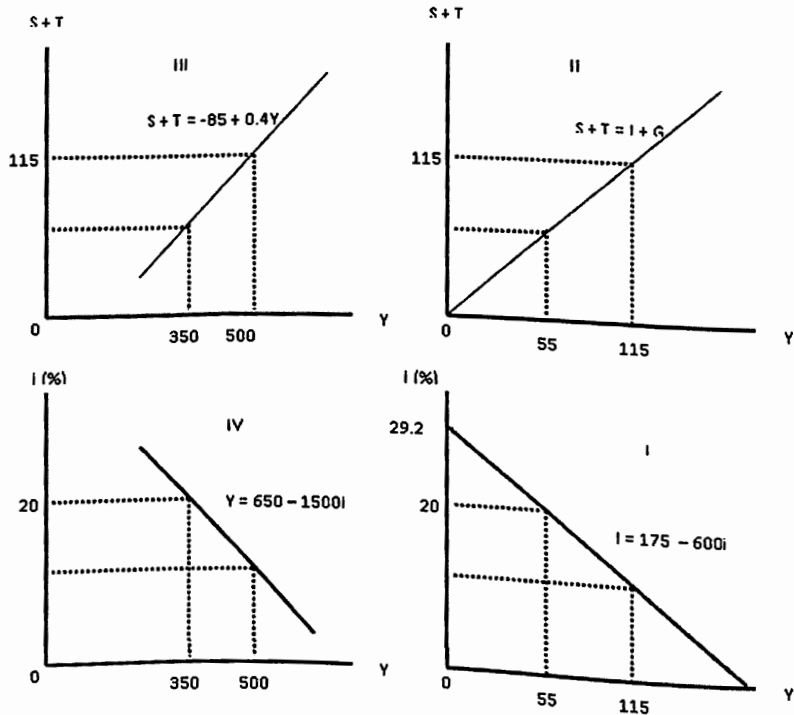 S + T
III
S + T = -85 + 0.4Y
115
0
350
500
Y
S + T
II
S + T = I + G
115
0
55
115
Y
i (%)
IV
20
Y = 650 – 1500i
0
350
500
Y
i (%)
29.2
I
20
I = 175 – 600i
0
55
115
Y